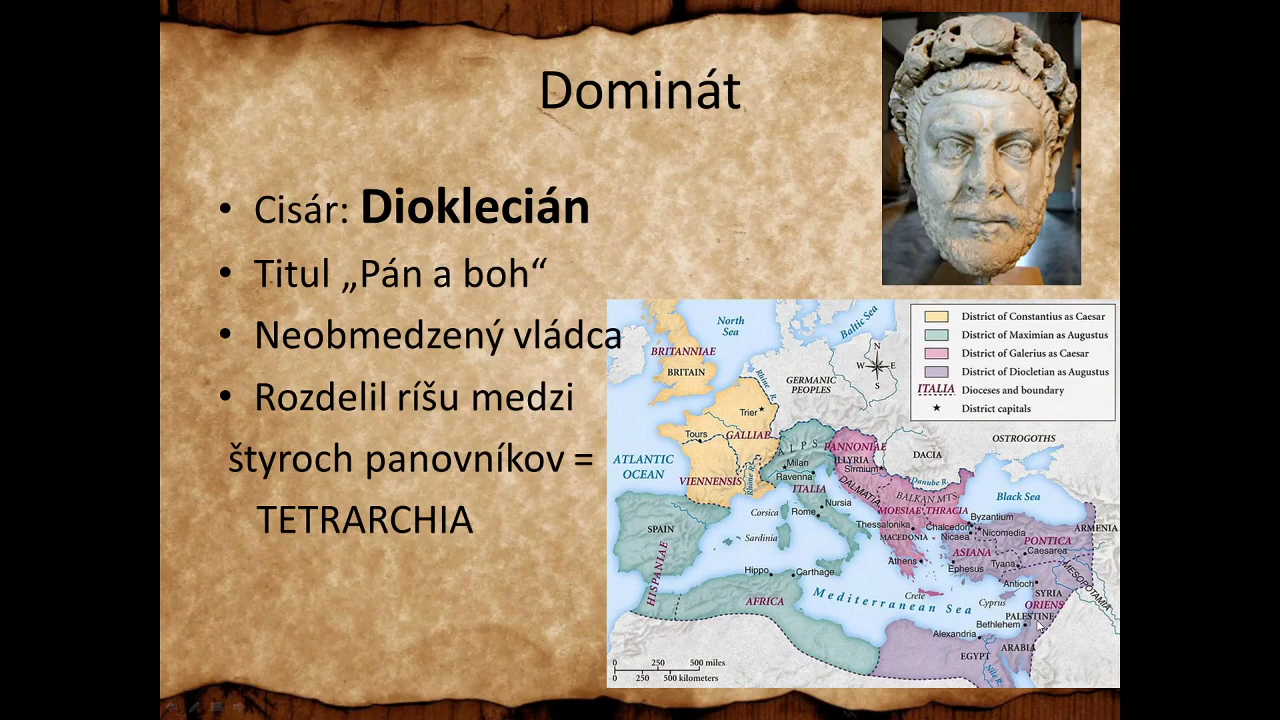 Dominát
• Cisár: Dioklecián
• Titul „Pán a boh“
• Neobmedzený vládca
• Rozdelil ríšu medzi
štyroch panovníkov =
TETRARCHIA
District of Constantius as Caesar
District of Maximian as Augustus
District of Galerius as Caesar
District of Diocletian as Augustus
ITALIA Dioceses and boundary
★ District capitals
N
W E
S
North
Sea
Baltic Sea
BRITANNIAE
BRITAIN
Rhine R.
GERMANIC
PEOPLES
Trier
Tours
GALLIAE
ATLANTIC
OCEAN
VIENNENSIS
Rhône R.
ALPS
Milan
Ravenna
ITALIA
PANNONIAE
ILLYRIA
Sirmium
DALMATIA
DACIA
OSTROGOTHS
Danube R.
BALKAN MTS.
Black Sea
MOESIAE
THRACIA
Corsica
Rome
Nursia
SPAIN
Sardinia
Thessalonika
MACEDONIA
Byzantium
Chalcedon
Nicaea
Nicomedia
ARMENIA
PONTICA
Caesarea
ASIANA
Athens
Ephesus
Tyana
HISPANIAE
Hippo
Carthage
AFRICA
Mediterranean Sea
Crete
Cyprus
Antioch
SYRIA
MESOPOTAMIA
ORIENS
PALESTINE
Bethlehem
Alexandria
ARABIA
EGYPT
Nile R.
0 250 500 miles
0 250 500 kilometers